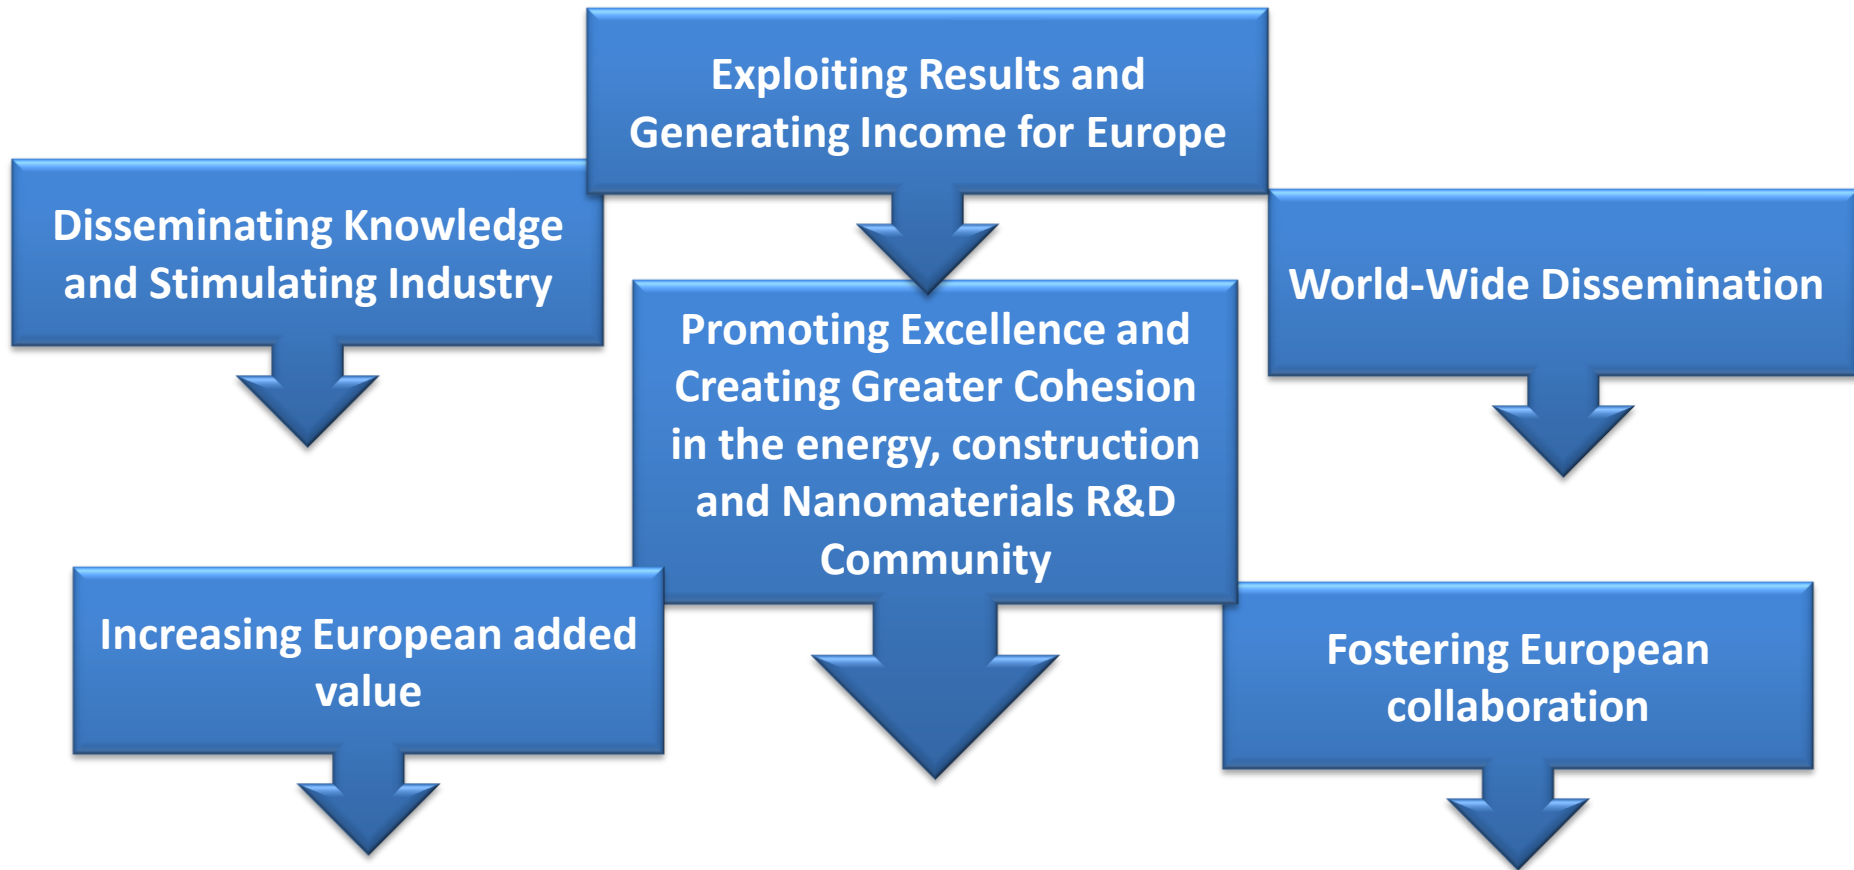 Exploiting Results and
Generating Income for Europe
Disseminating Knowledge
and Stimulating Industry
World-Wide Dissemination
Promoting Excellence and
Creating Greater Cohesion
in the energy, construction
and Nanomaterials R&D
Community
Increasing European added
value
Fostering European
collaboration